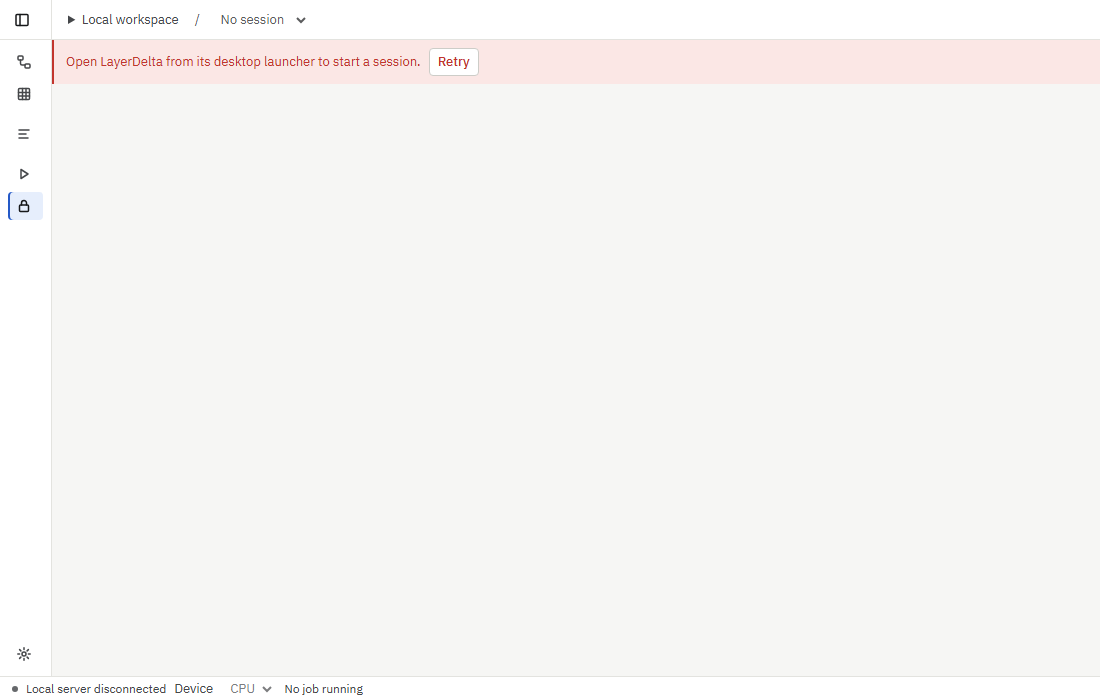 Local workspace / No session
Open LayerDelta from its desktop launcher to start a session. Retry
Local server disconnected Device CPU No job running